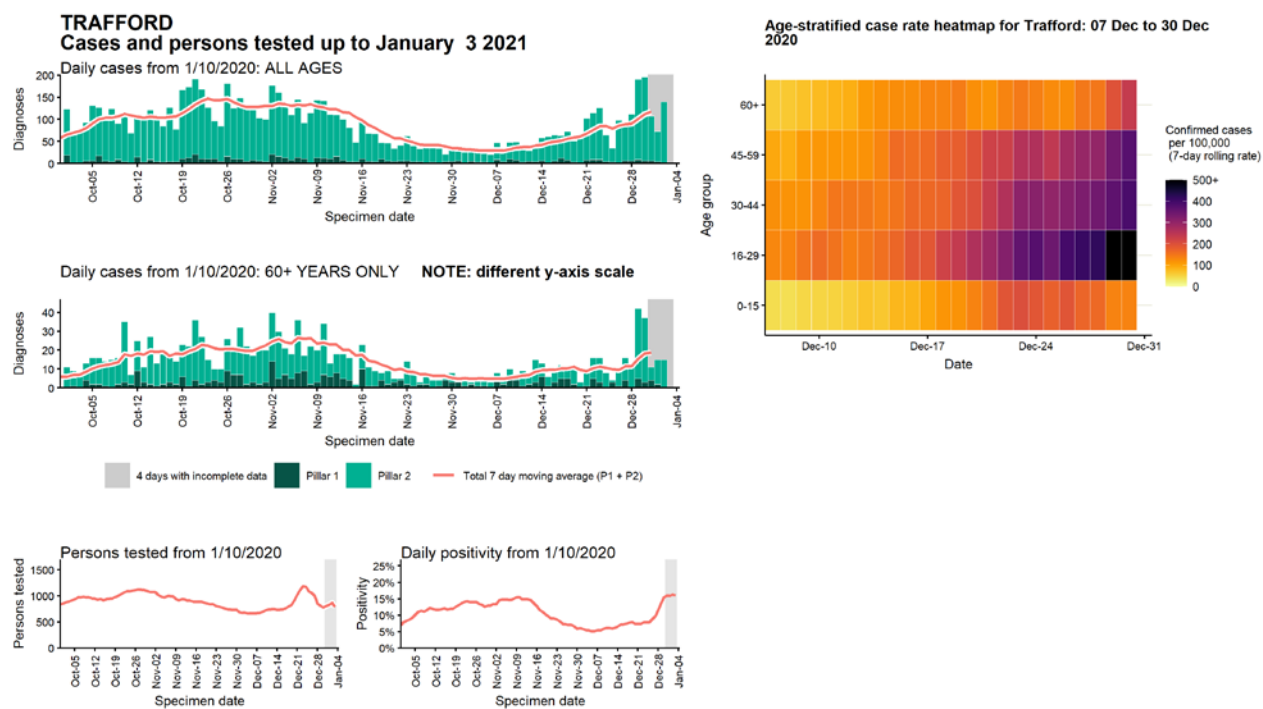 TRAFFORD
Cases and persons tested up to January 3 2021
Daily cases from 1/10/2020: ALL AGES
Diagnoses
200
150
100
50
0
Oct-05
Oct-12
Oct-19
Oct-26
Nov-02
Nov-09
Nov-16
Nov-23
Nov-30
Dec-07
Dec-14
Dec-21
Dec-28
Jan-04
Specimen date
Daily cases from 1/10/2020: 60+ YEARS ONLY NOTE: different y-axis scale
Diagnoses
40
30
20
10
0
Oct-05
Oct-12
Oct-19
Oct-26
Nov-02
Nov-09
Nov-16
Nov-23
Nov-30
Dec-07
Dec-14
Dec-21
Dec-28
Jan-04
Specimen date
4 days with incomplete data Pillar 1 Pillar 2 Total 7 day moving average (P1 + P2)
Persons tested from 1/10/2020
Persons tested
1500
1000
500
0
Oct-05
Oct-12
Oct-19
Oct-26
Nov-02
Nov-09
Nov-16
Nov-23
Nov-30
Dec-07
Dec-14
Dec-21
Dec-28
Jan-04
Specimen date
Daily positivity from 1/10/2020
Positivity
25%
20%
15%
10%
5%
0%
Oct-05
Oct-12
Oct-19
Oct-26
Nov-02
Nov-09
Nov-16
Nov-23
Nov-30
Dec-07
Dec-14
Dec-21
Dec-28
Jan-04
Specimen date
Age-stratified case rate heatmap for Trafford: 07 Dec to 30 Dec
2020
Age group
60+
45-59
30-44
16-29
0-15
Dec-10
Dec-17
Dec-24
Dec-31
Date
Confirmed cases
per 100,000
(7-day rolling rate)
500+
400
300
200
100
0